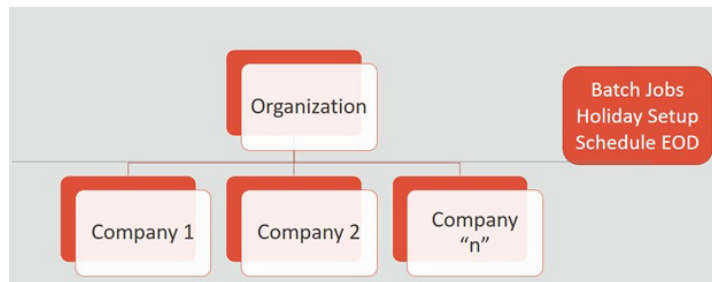 Organization
Batch Jobs
Holiday Setup
Schedule EOD
Company 1
Company 2
Company
“n”